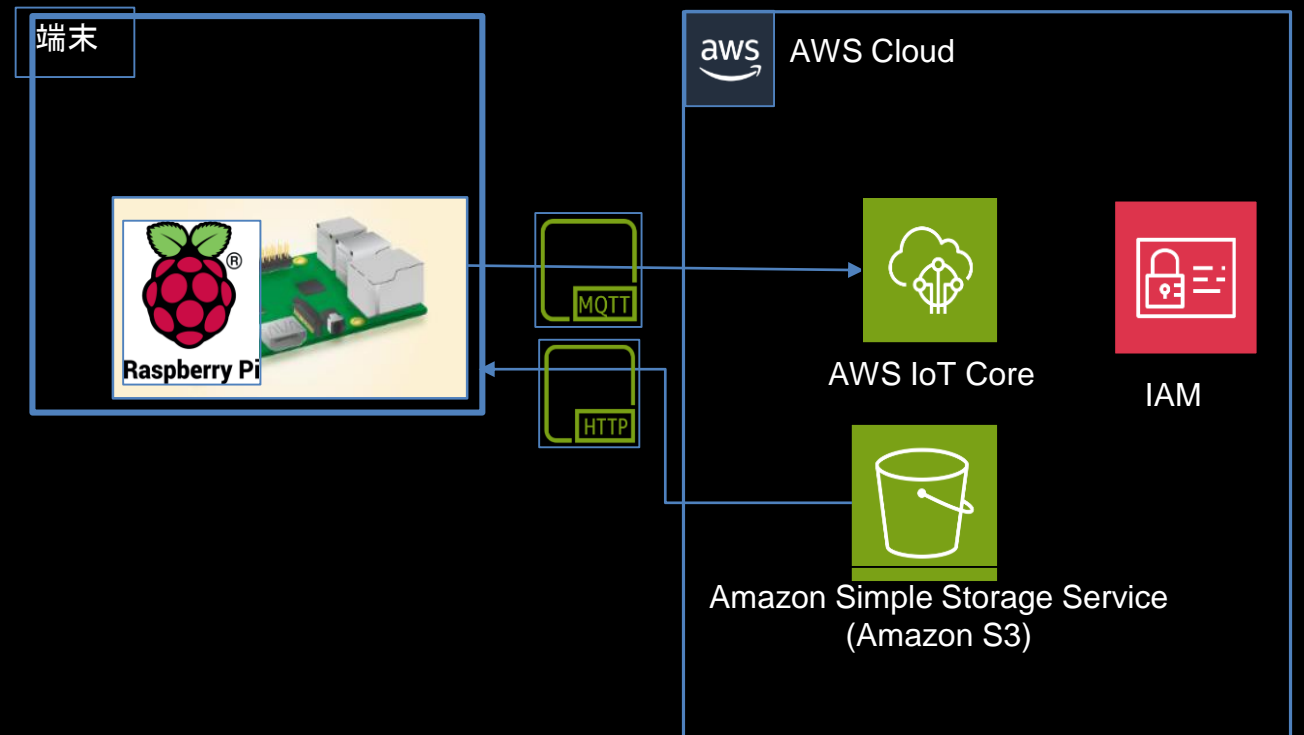 端末
aws
AWS Cloud
®
Raspberry Pi
MQTT
HTTP
AWS IoT Core
IAM
Amazon Simple Storage Service
(Amazon S3)